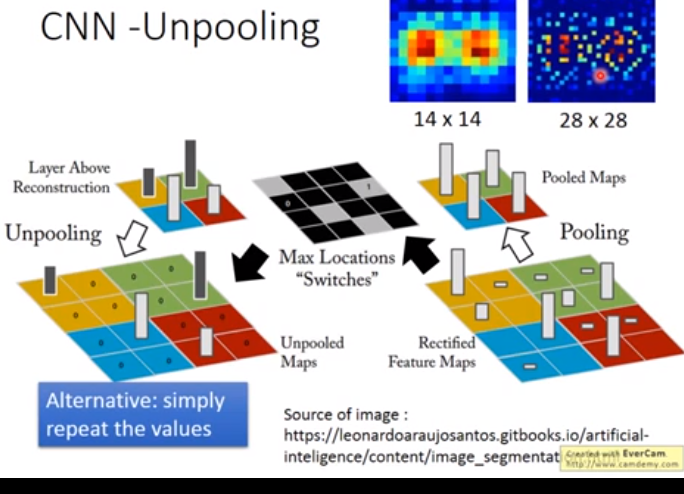 CNN -Unpooling
14 x 14
28 x 28
Layer Above
Reconstruction
Pooled Maps
Unpooling
Pooling
Max Locations
"Switches"
Unpooled
Maps
Rectified
Feature Maps
Alternative: simply
repeat the values
Source of image :
https://leonardoaraujosantos.gitbooks.io/artificial-
inteligence/content/image_segmentat
Created with EverCam.
http://www.camdemy.com